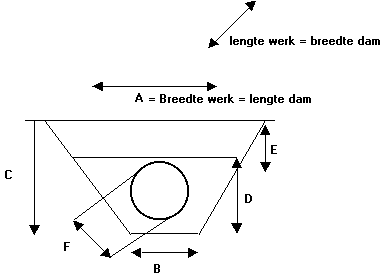 lengte werk = breedte dam
A = Breedte werk = lengte dam
E
C
D
F
B